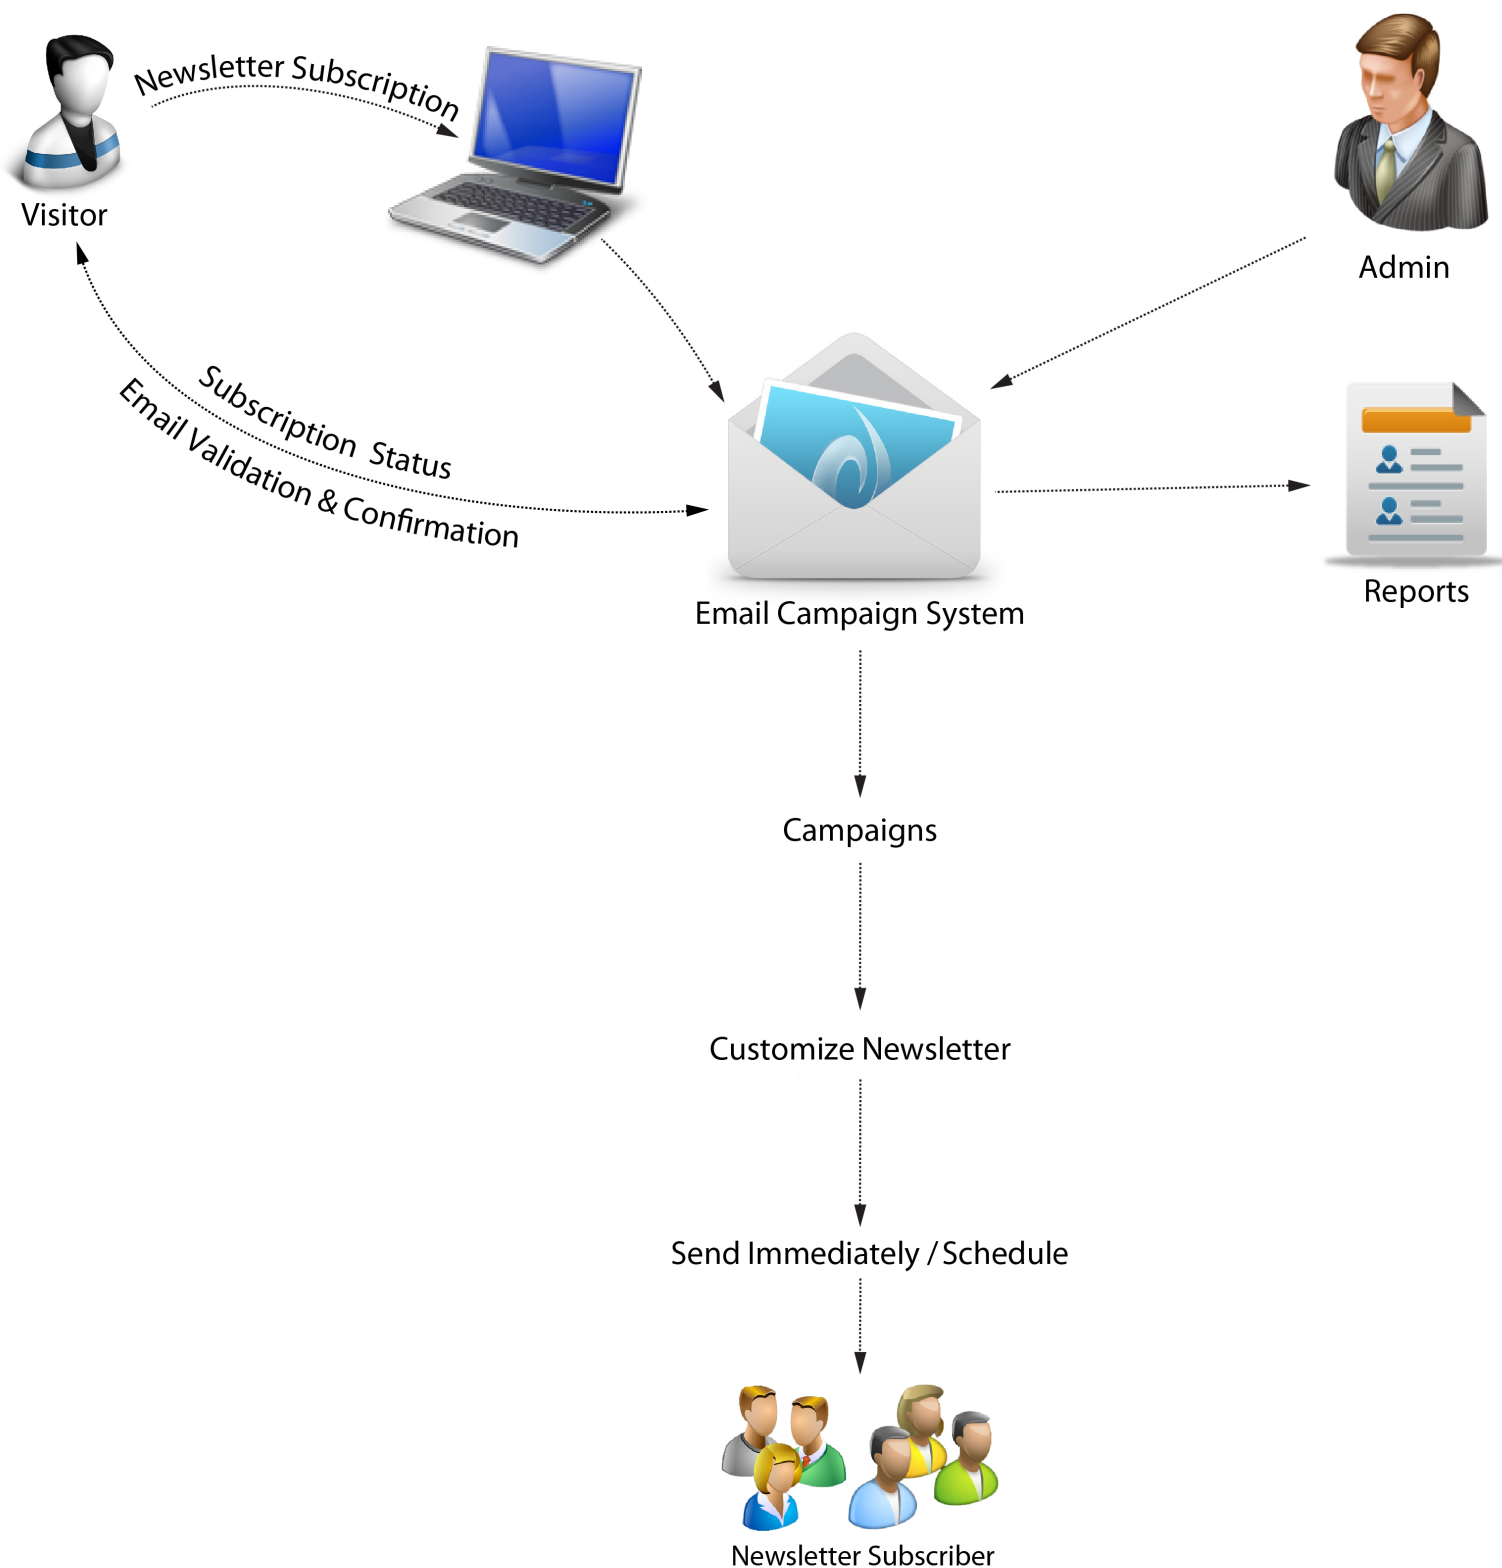 Newsletter Subscription
Visitor
Admin
Subscription Status
Email Validation & Confirmation
Reports
Email Campaign System
Campaigns
Customize Newsletter
Send Immediately / Schedule
Newsletter Subscriber